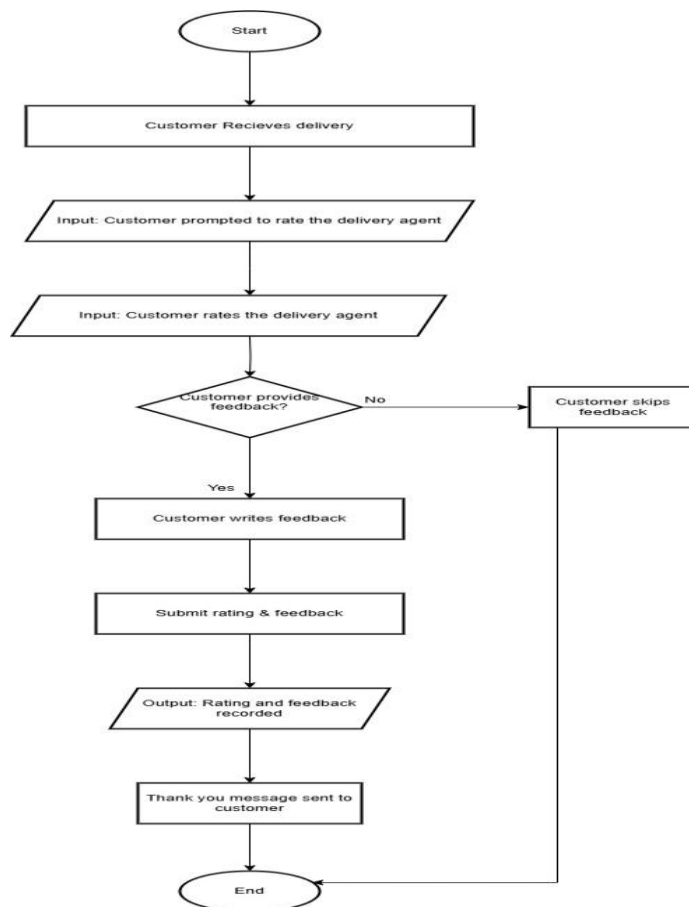 Start
Customer Recieves delivery
Input: Customer prompted to rate the delivery agent
Input: Customer rates the delivery agent
Customer provides
feedback?
No
Customer skips
feedback
Yes
Customer writes feedback
Submit rating & feedback
Output: Rating and feedback
recorded
Thank you message sent to
customer
End